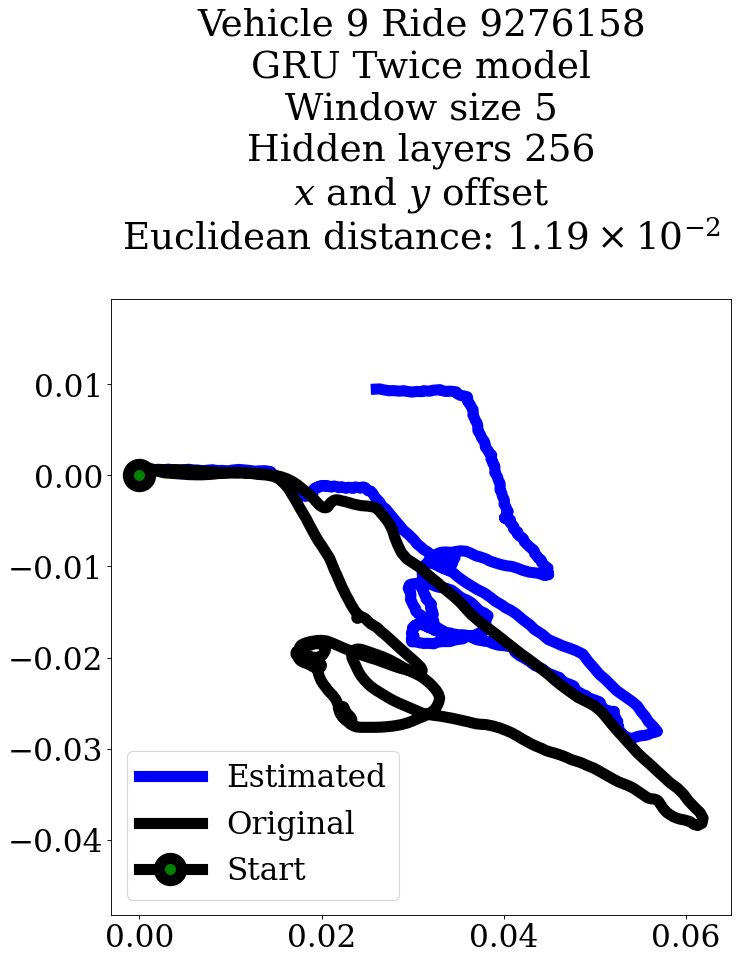 Vehicle 9 Ride 9276158
GRU Twice model
Window size 5
Hidden layers 256
x and y offset
Euclidean distance: 1.19 × 10⁻²
0.01
0.00
−0.01
−0.02
−0.03
−0.04
Estimated
Original
Start
0.00 0.02 0.04 0.06